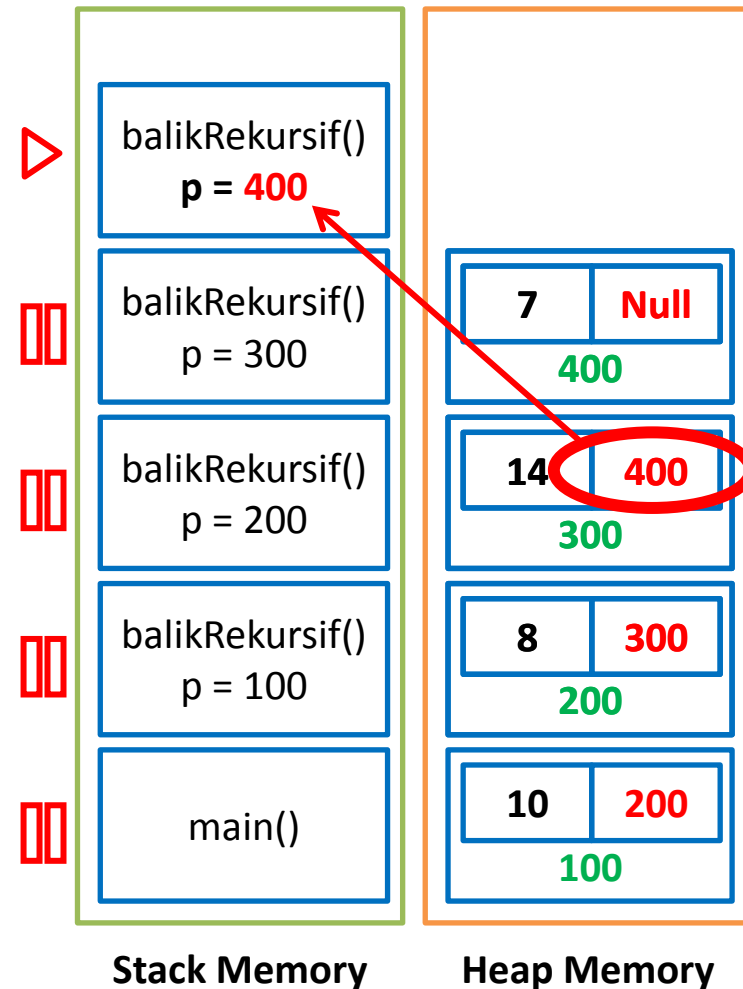 balikRekursif()
p = 400
balikRekursif()
p = 300
balikRekursif()
p = 200
balikRekursif()
p = 100
main()
Stack Memory
7 Null
400
14 400
300
8 300
200
10 200
100
Heap Memory